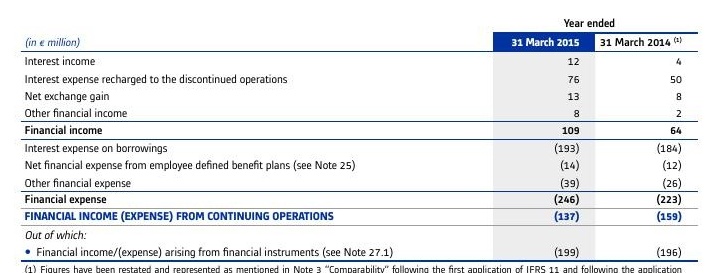 Year ended
(in € million) 31 March 2015 31 March 2014 (1)
Interest income 12 4
Interest expense recharged to the discontinued operations 76 50
Net exchange gain 13 8
Other financial income 8 2
Financial income 109 64
Interest expense on borrowings (193) (184)
Net financial expense from employee defined benefit plans (see Note 25) (14) (12)
Other financial expense (39) (26)
Financial expense (246) (223)
FINANCIAL INCOME (EXPENSE) FROM CONTINUING OPERATIONS (137) (159)
Out of which:
• Financial income/(expense) arising from financial instruments (see Note 27.1) (199) (196)
(1) Figures have been restated and represented as mentioned in Note 3 "Comparability" following the first application of IFRS 11 and following the application